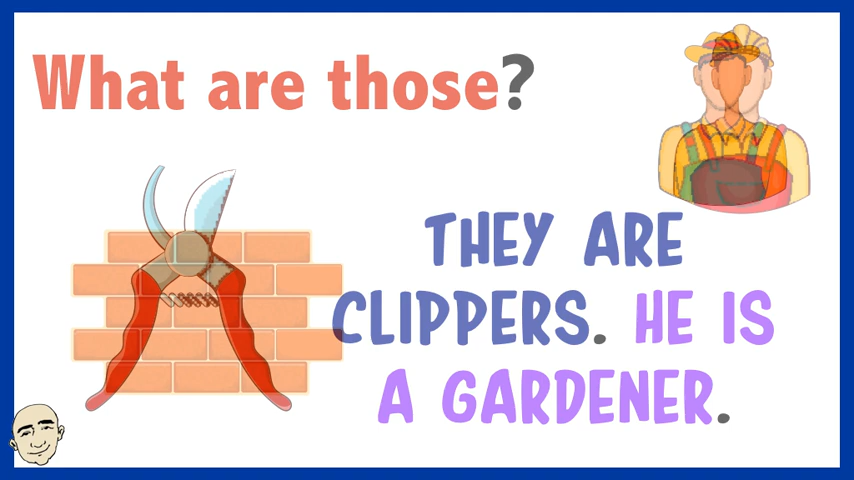 What are those?
THEY ARE
CLIPPERS. HE IS
A GARDENER.